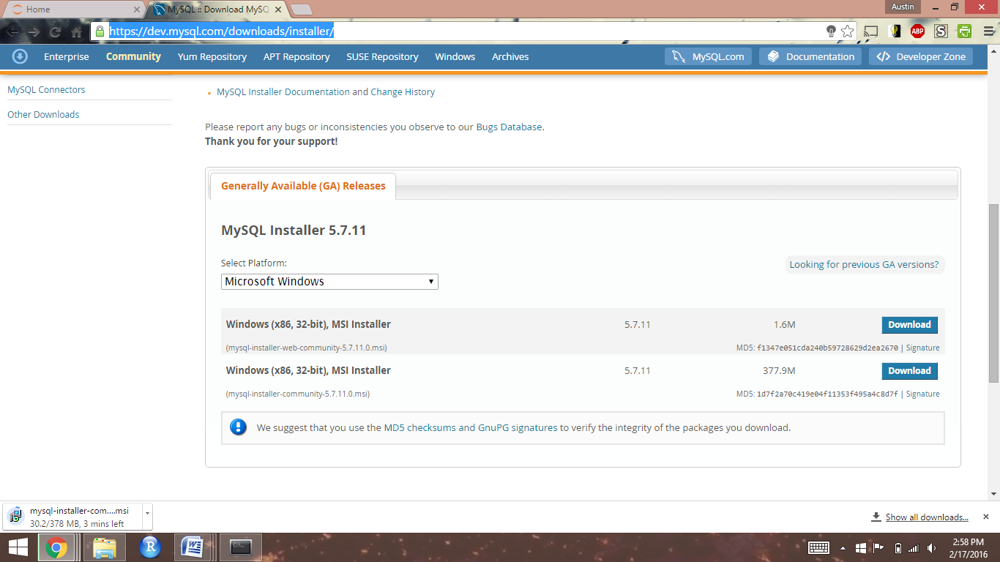 Home
MySQL :: Download MySQ
Austin
https://dev.mysql.com/downloads/installer/
ABP
S
Enterprise
Community
Yum Repository
APT Repository
SUSE Repository
Windows
Archives
MySQL.com
Documentation
Developer Zone
MySQL Connectors
Other Downloads
MySQL Installer Documentation and Change History
Please report any bugs or inconsistencies you observe to our Bugs Database.
Thank you for your support!
Generally Available (GA) Releases
MySQL Installer 5.7.11
Select Platform:
Looking for previous GA versions?
Microsoft Windows
Windows (x86, 32-bit), MSI Installer 5.7.11 1.6M Download
(mysql-installer-web-community-5.7.11.0.msi) MD5: f1347e051cda240b59728629d2ea2670 | Signature
Windows (x86, 32-bit), MSI Installer 5.7.11 377.9M Download
(mysql-installer-community-5.7.11.0.msi) MD5: 1d7f2a70c419e04f11353f495a4c8d7f | Signature
We suggest that you use the MD5 checksums and GnuPG signatures to verify the integrity of the packages you download.
mysql-installer-com....msi
30.2/378 MB, 3 mins left
Show all downloads...
R
W
2:58 PM
2/17/2016